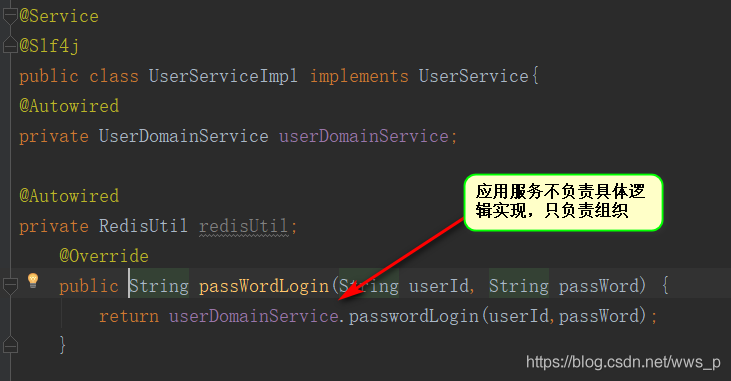 @Service
@Slf4j
public class UserServiceImpl implements UserService{
@Autowired
private UserDomainService userDomainService;
@Autowired
private RedisUtil redisUtil;
应用服务不负责具体逻
辑实现，只负责组织
@Override
public String passWordLogin(String userId, String passWord) {
return userDomainService.passwordLogin(userId,passWord);
}
https://blog.csdn.net/wws_p